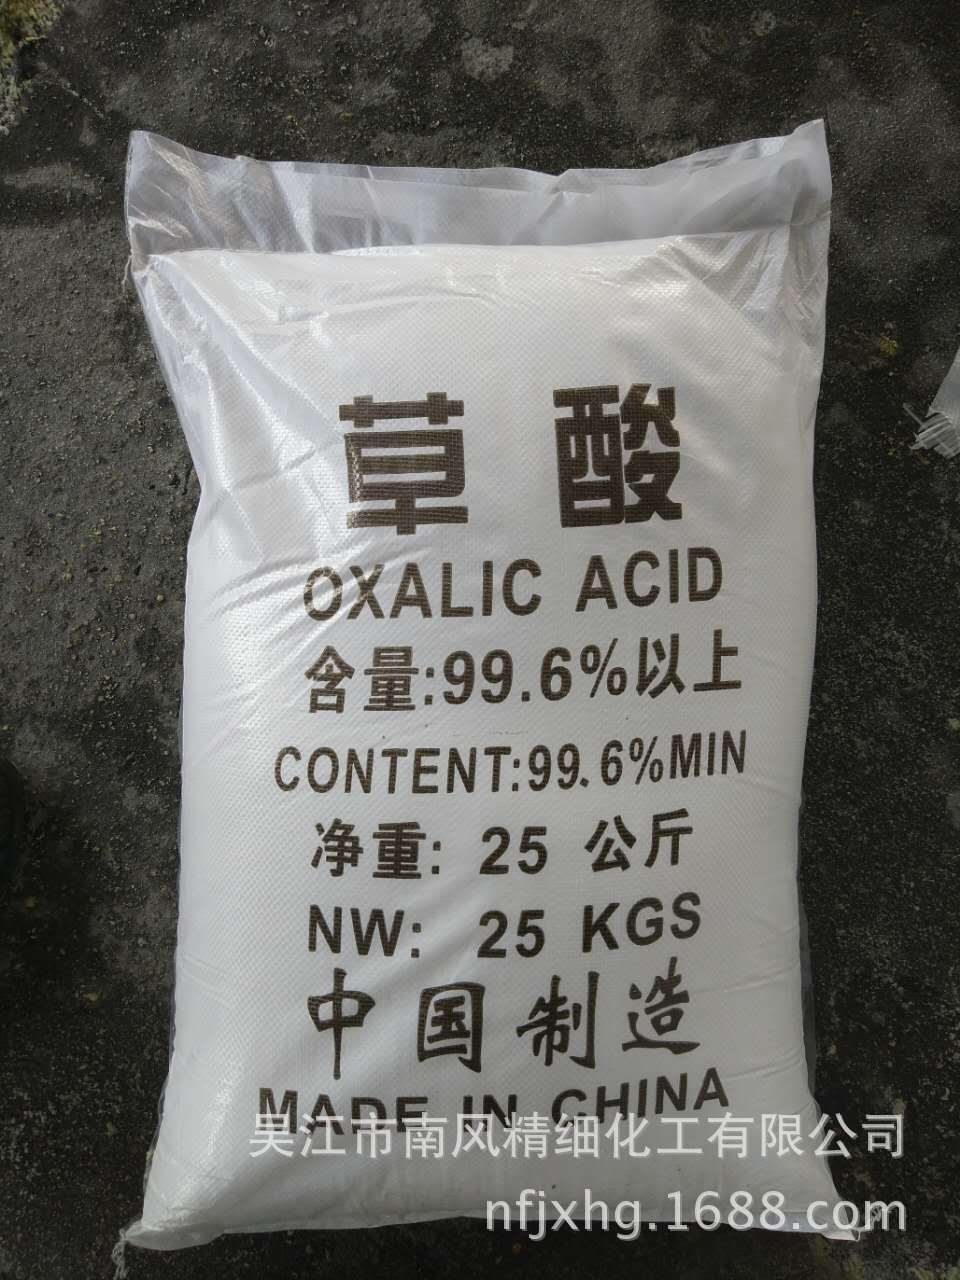 草 酸
OXALIC ACID
含量:99.6%以上
CONTENT:99.6%MIN
净重: 25 公斤
NW: 25 KGS
中国制造
MADE IN CHINA
吴江市南风精细化工有限公司
nfjxhg.1688.com